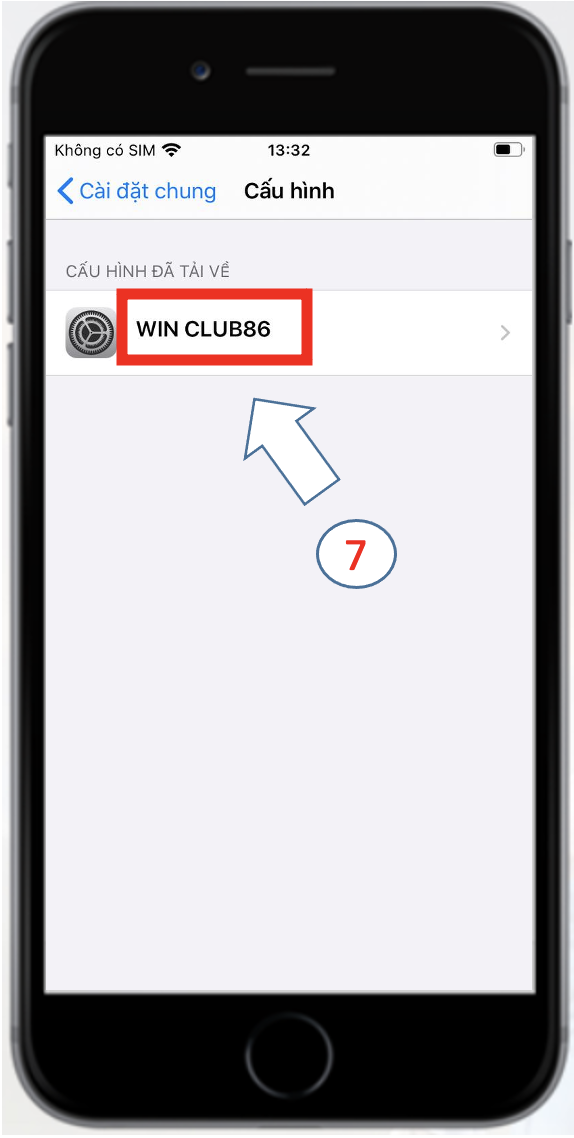 Không có SIM 13:32
Cài đặt chung Cấu hình
CẤU HÌNH ĐÃ TẢI VỀ
WIN CLUB86
7